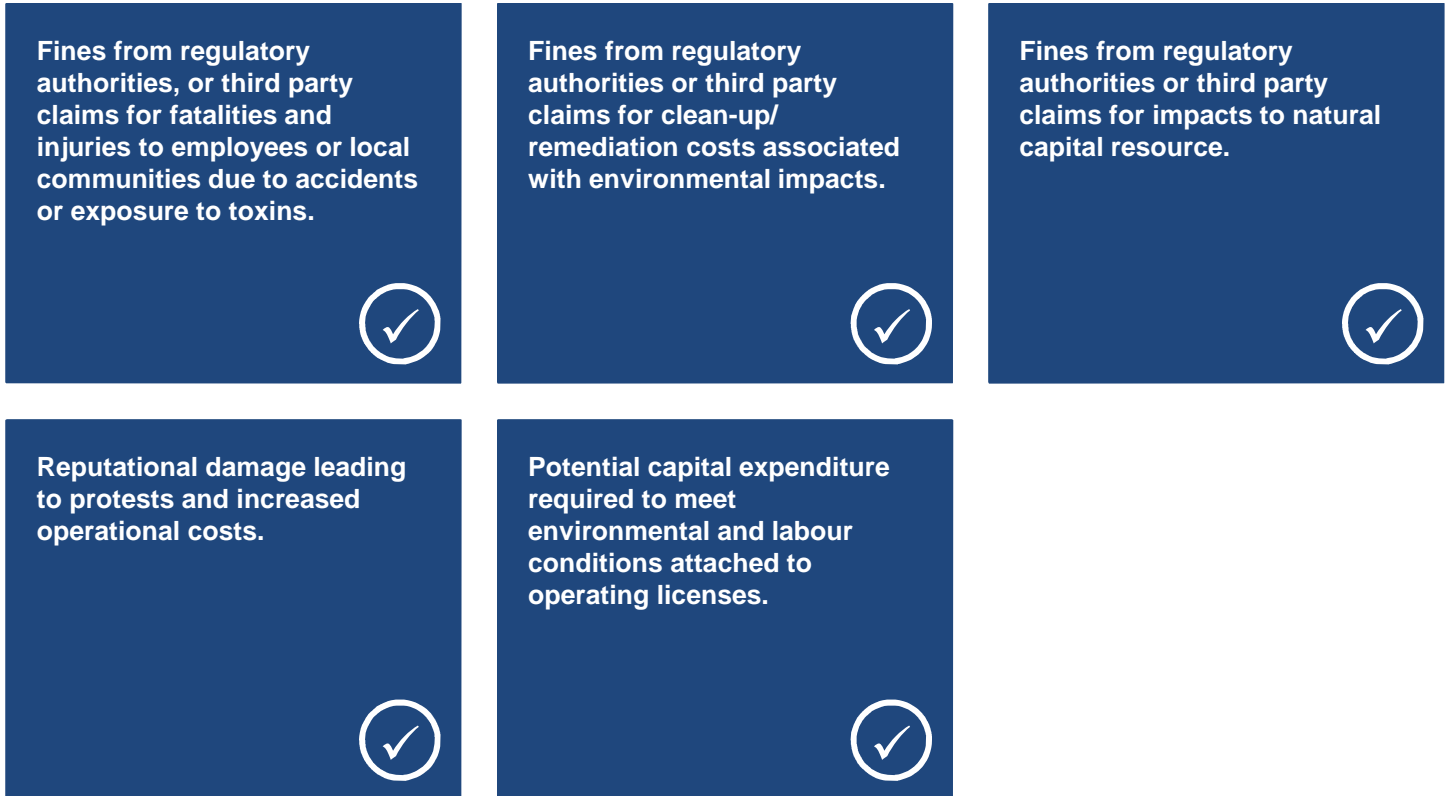 Fines from regulatory
authorities, or third party
claims for fatalities and
injuries to employees or local
communities due to accidents
or exposure to toxins.
Fines from regulatory
authorities or third party
claims for clean-up/
remediation costs associated
with environmental impacts.
Fines from regulatory
authorities or third party
claims for impacts to natural
capital resource.
Reputational damage leading
to protests and increased
operational costs.
Potential capital expenditure
required to meet
environmental and labour
conditions attached to
operating licenses.